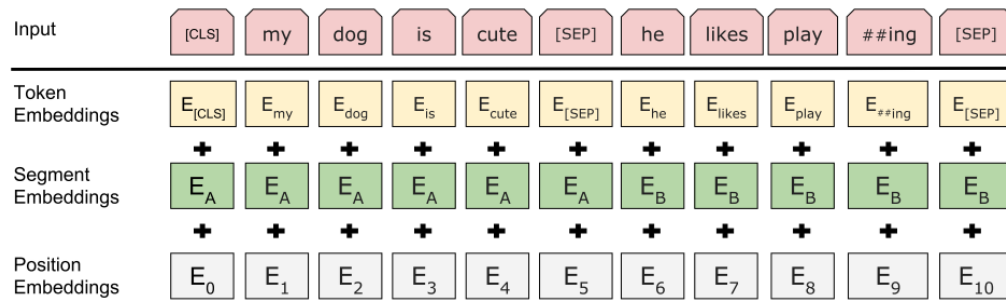 Input [CLS] my dog is cute [SEP] he likes play ##ing [SEP]
Token Embeddings E[CLS] Emy Edog Eis Ecute E[SEP] Ehe Elikes Eplay E##ing E[SEP]
+ + + + + + + + + + +
Segment Embeddings EA EA EA EA EA EA EB EB EB EB EB
+ + + + + + + + + + +
Position Embeddings E0 E1 E2 E3 E4 E5 E6 E7 E8 E9 E10